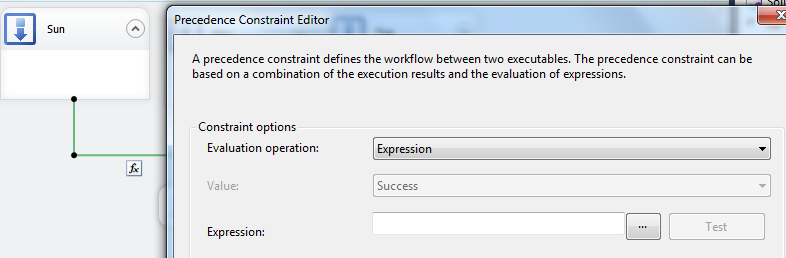 Sun
Precedence Constraint Editor
A precedence constraint defines the workflow between two executables. The precedence constraint can be
based on a combination of the execution results and the evaluation of expressions.
Constraint options
Evaluation operation: Expression
Value: Success
Expression: ... Test
fx